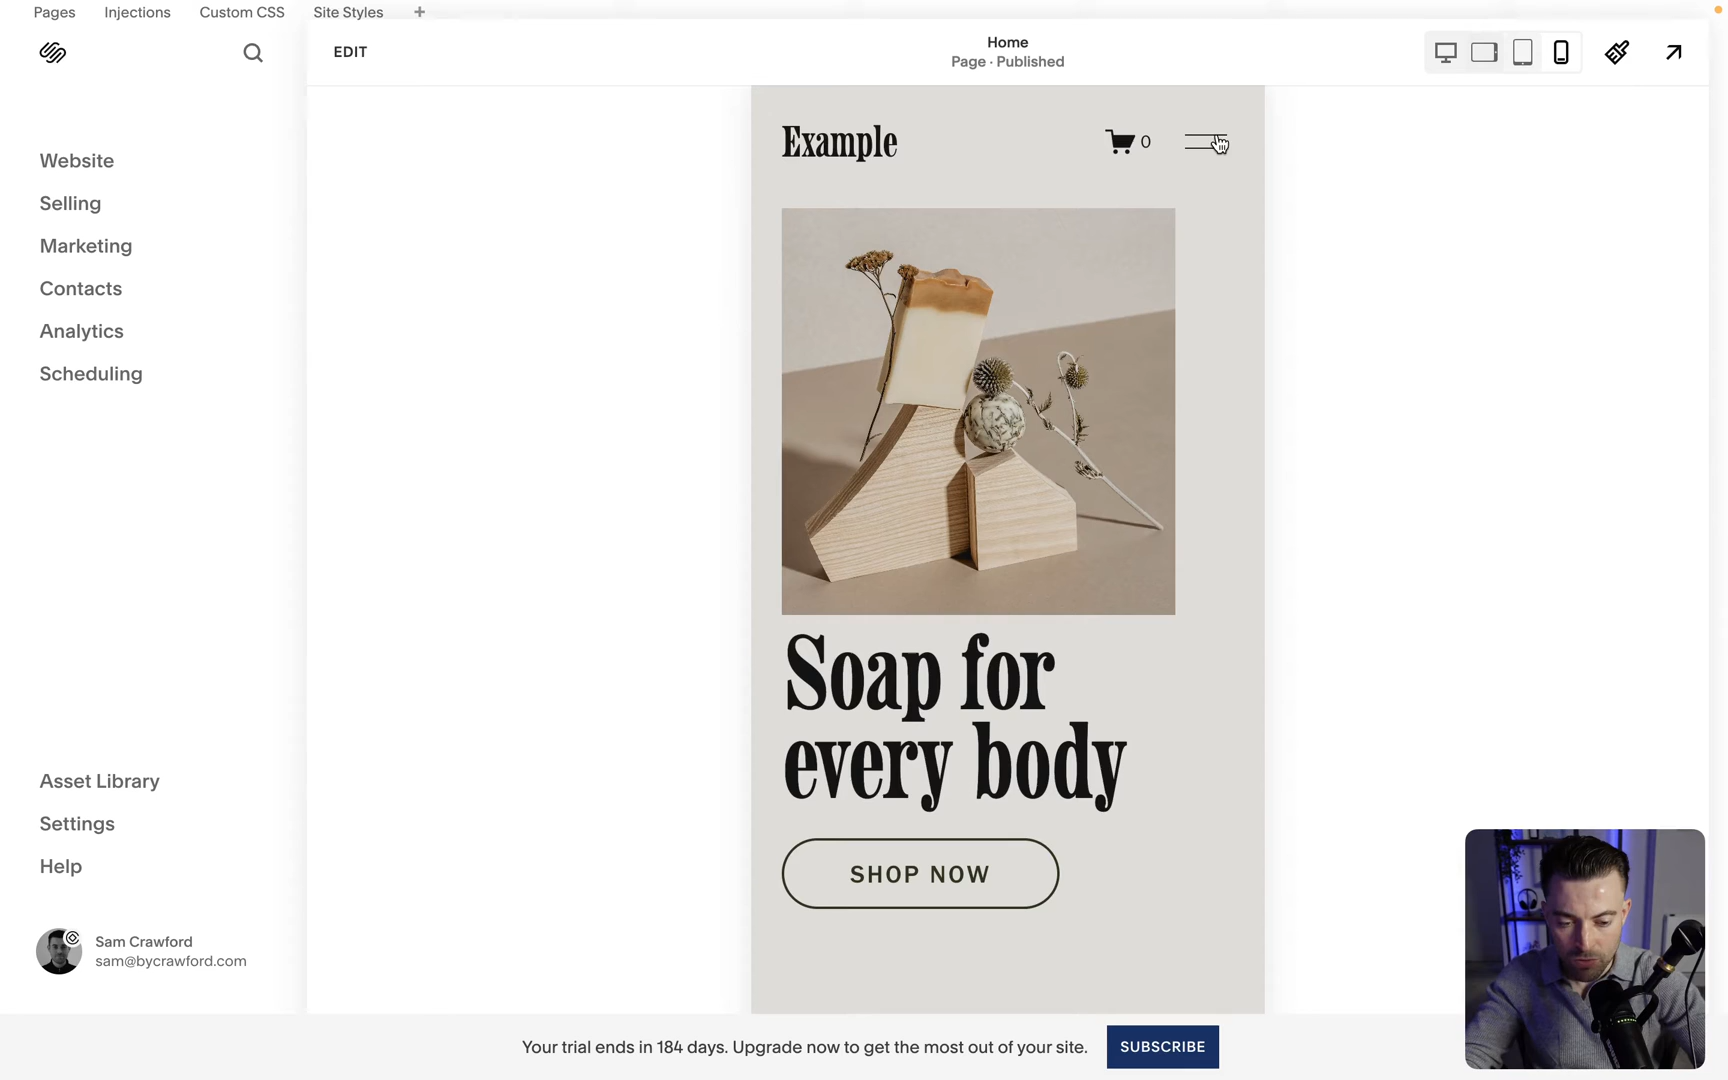 Pages Injections Custom CSS Site Styles +
EDIT
Home
Page · Published
Website
Selling
Marketing
Contacts
Analytics
Scheduling
Asset Library
Settings
Help
Sam Crawford
sam@bycrawford.com
Example
0
Soap for
every body
SHOP NOW
Your trial ends in 184 days. Upgrade now to get the most out of your site.
SUBSCRIBE